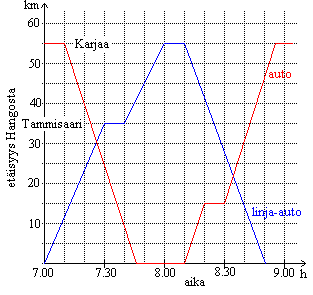 km
60
50
40
30
20
10
etäisyys Hangosta
Karjaa
auto
Tammisaari
linja-auto
7.00
7.30
8.00
8.30
9.00
h
aika